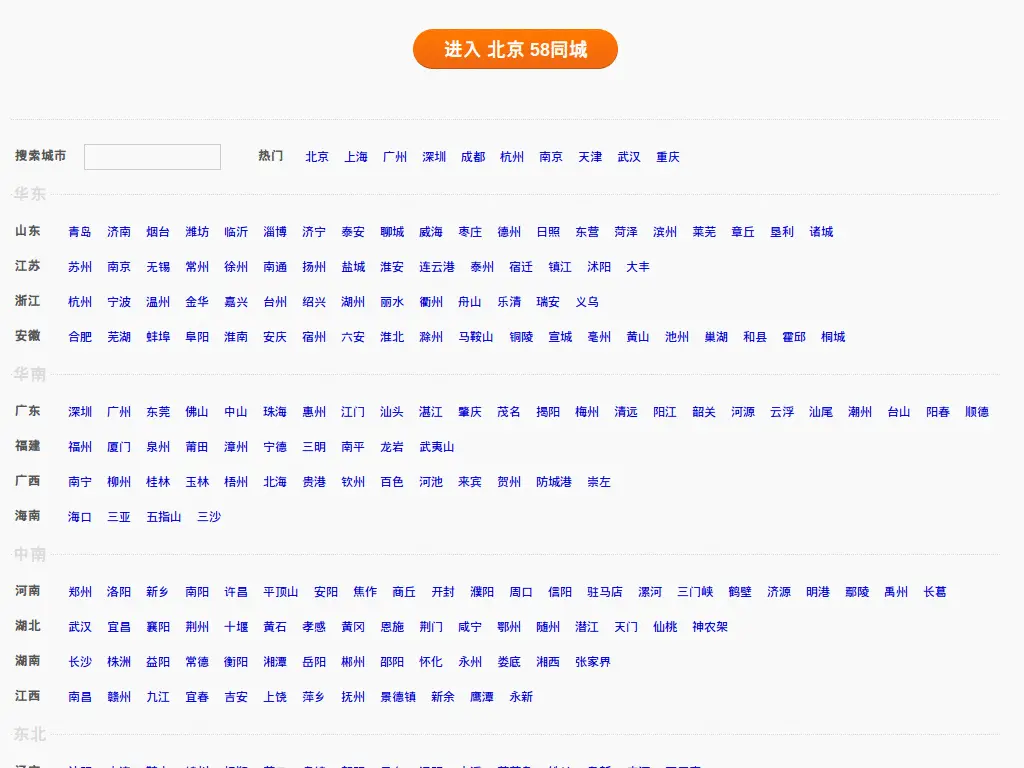 进入 北京 58同城
搜索城市 热门 北京 上海 广州 深圳 成都 杭州 南京 天津 武汉 重庆
华东
山东 青岛 济南 烟台 潍坊 临沂 淄博 济宁 泰安 聊城 威海 枣庄 德州 日照 东营 菏泽 滨州 莱芜 章丘 垦利 诸城
江苏 苏州 南京 无锡 常州 徐州 南通 扬州 盐城 淮安 连云港 泰州 宿迁 镇江 沭阳 大丰
浙江 杭州 宁波 温州 金华 嘉兴 台州 绍兴 湖州 丽水 衢州 舟山 乐清 瑞安 义乌
安徽 合肥 芜湖 蚌埠 阜阳 淮南 安庆 宿州 六安 淮北 滁州 马鞍山 铜陵 宣城 亳州 黄山 池州 巢湖 和县 霍邱 桐城
华南
广东 深圳 广州 东莞 佛山 中山 珠海 惠州 江门 汕头 湛江 肇庆 茂名 揭阳 梅州 清远 阳江 韶关 河源 云浮 汕尾 潮州 台山 阳春 顺德
福建 福州 厦门 泉州 莆田 漳州 宁德 三明 南平 龙岩 武夷山
广西 南宁 柳州 桂林 玉林 梧州 北海 贵港 钦州 百色 河池 来宾 贺州 防城港 崇左
海南 海口 三亚 五指山 三沙
中南
河南 郑州 洛阳 新乡 南阳 许昌 平顶山 安阳 焦作 商丘 开封 濮阳 周口 信阳 驻马店 漯河 三门峡 鹤壁 济源 明港 鄢陵 禹州 长葛
湖北 武汉 宜昌 襄阳 荆州 十堰 黄石 孝感 黄冈 恩施 荆门 咸宁 鄂州 随州 潜江 天门 仙桃 神农架
湖南 长沙 株洲 益阳 常德 衡阳 湘潭 岳阳 郴州 邵阳 怀化 永州 娄底 湘西 张家界
江西 南昌 赣州 九江 宜春 吉安 上饶 萍乡 抚州 景德镇 新余 鹰潭 永新
东北